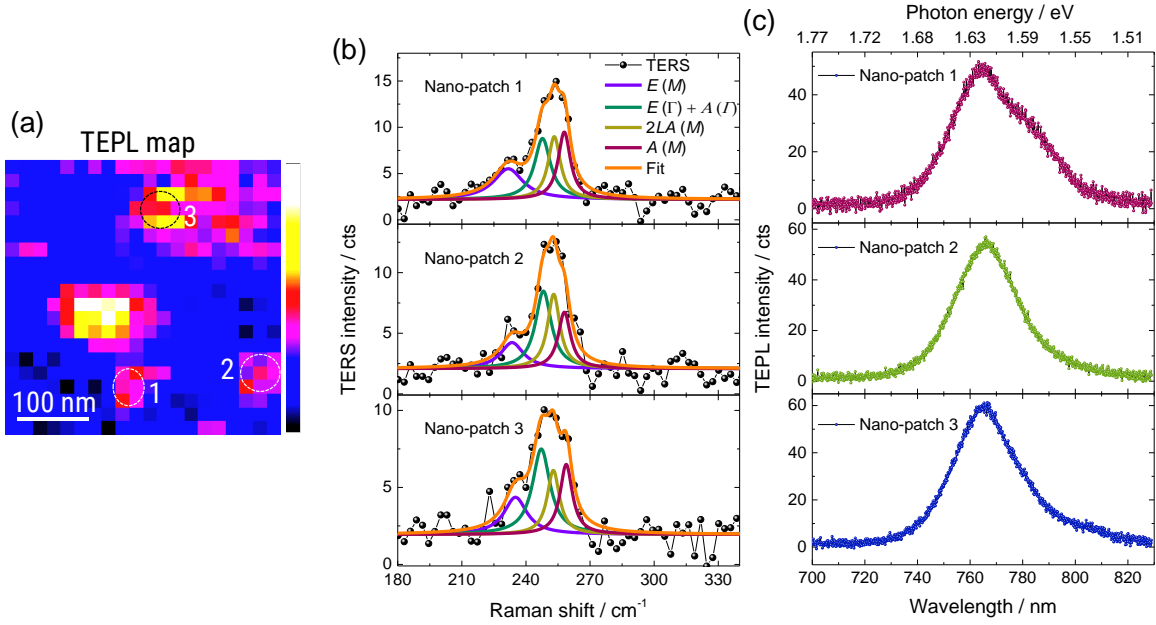 (a)
TEPL map
3
2
1
100 nm
(b)
TERS intensity / cts
Nano-patch 1
TERS
E (M)
E (Γ) + A (Γ)
2LA (M)
A (M)
Fit
15
10
5
0
Nano-patch 2
15
10
5
0
Nano-patch 3
10
5
0
180 210 240 270 300 330
Raman shift / cm-1
(c)
Photon energy / eV
1.77 1.72 1.68 1.63 1.59 1.55 1.51
TEPL intensity / cts
Nano-patch 1
40
20
0
Nano-patch 2
60
40
20
0
Nano-patch 3
60
40
20
0
700 720 740 760 780 800 820
Wavelength / nm